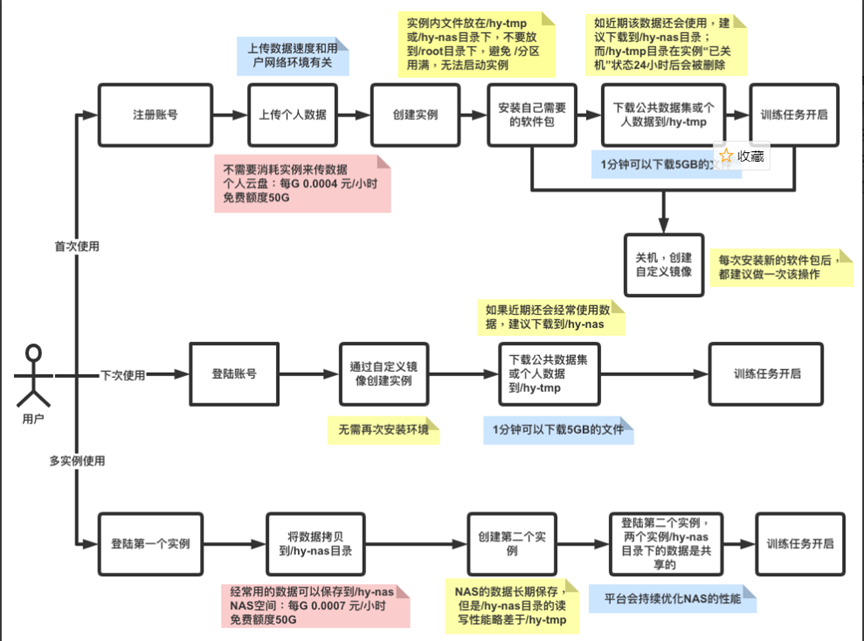 实例内文件放在/hy-tmp
或/hy-nas目录下，不要放
到/root目录下，避免 /分区
用满，无法启动实例
如近期该数据还会使用，建
议下载到/hy-nas目录；
而/hy-tmp目录在实例“已关
机”状态24小时后会被删除
上传数据速度和用
户网络环境有关
注册账号
上传个人数据
创建实例
安装自己需要
的软件包
下载公共数据集或个
人数据到/hy-tmp
训练任务开启
收藏
1分钟可以下载5GB的
不需要消耗实例来传数据
个人云盘：每G 0.0004 元/小时
免费额度50G
首次使用
关机，创建
自定义镜像
每次安装新的软件包后，
都建议做一次该操作
如果近期还会经常使用数
据，建议下载到/hy-nas
用户
下次使用
登陆账号
通过自定义镜
像创建实例
下载公共数据集
或个人数据
到/hy-tmp
训练任务开启
无需再次安装环境
1分钟可以下载5GB的文件
多实例使用
登陆第一个实例
将数据拷贝
到/hy-nas目录
创建第二个实
例
登陆第二个实例，
两个实例/hy-nas
目录下的数据是共
享的
训练任务开启
经常用的数据可以保存到/hy-nas
NAS空间：每G 0.0007 元/小时
免费额度50G
NAS的数据长期保存，
但是/hy-nas目录的读
写性能略差于/hy-tmp
平台会持续优化NAS的性能